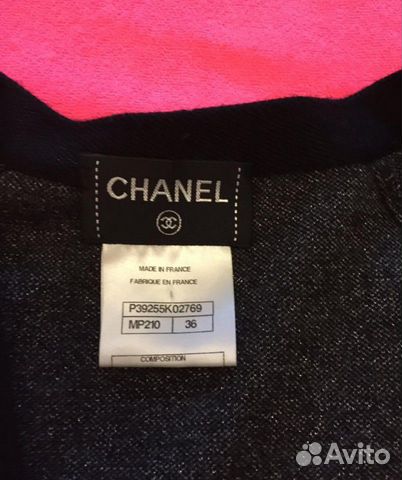 CHANEL
MADE IN FRANCE
FABRIQUE EN FRANCE
P39255K02769
MP210 36
COMPOSITION
Avito